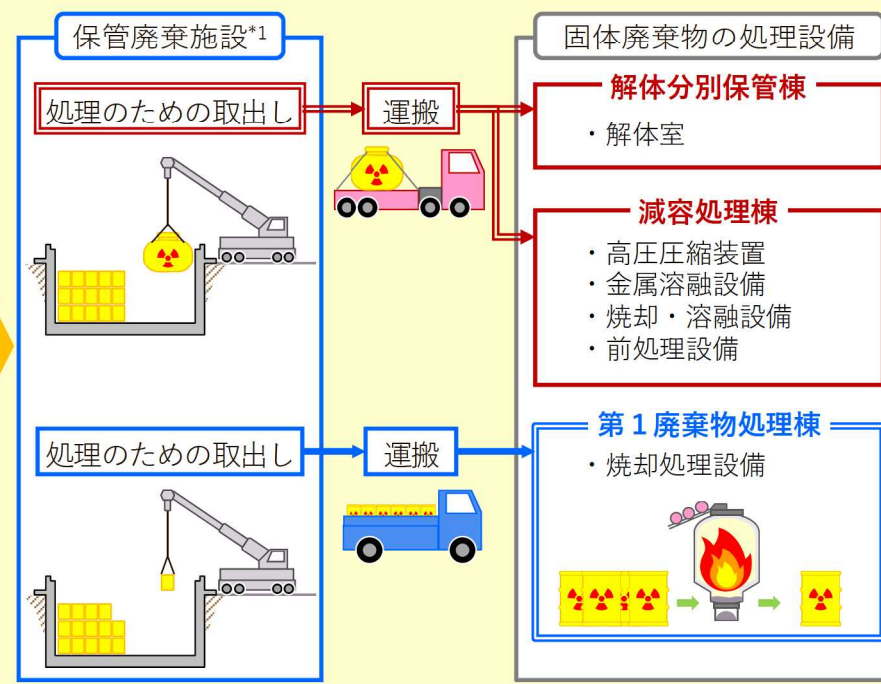 保管廃棄施設*1
固体廃棄物の処理設備
処理のための取出し
運搬
解体分別保管棟
・解体室
減容処理棟
・高圧圧縮装置
・金属溶融設備
・焼却・溶融設備
・前処理設備
処理のための取出し
運搬
第1廃棄物処理棟
・焼却処理設備